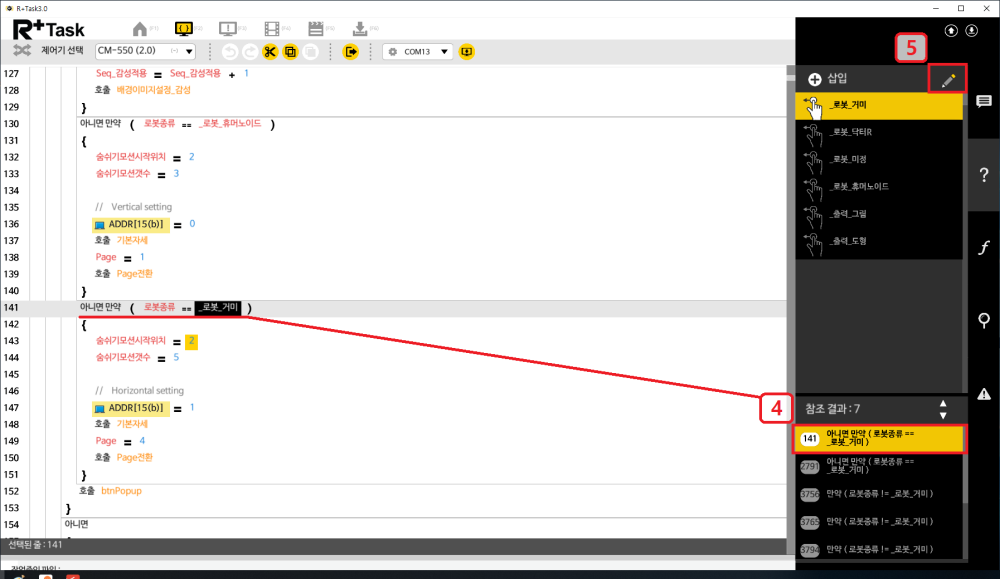 R+Task3.0
R+Task
(F1)
(F2)
(F3)
(F4)
(F5)
(F6)
제어기 선택
CM-550 (2.0)
(--)
COM13
127 Seq_감성적용 = Seq_감성적용 + 1
128 호출 배경이미지설정_감성
129 }
130 아니면 만약 ( 로봇종류 == _로봇_휴머노이드 )
131 {
132 숨쉬기모션시작위치 = 2
133 숨쉬기모션갯수 = 3
134
135 // Vertical setting
136 ADDR[15(b)] = 0
137 호출 기본자세
138 Page = 1
139 호출 Page전환
140 }
141 아니면 만약 ( 로봇종류 == _로봇_거미 )
142 {
143 숨쉬기모션시작위치 = 2
144 숨쉬기모션갯수 = 5
145
146 // Horizontal setting
147 ADDR[15(b)] = 1
148 호출 기본자세
149 Page = 4
150 호출 Page전환
151 }
152 호출 btnPopup
153 }
154 아니면
선택된 줄 : 141
5
삽입
_로봇_거미
_로봇_닥터R
_로봇_미정
_로봇_휴머노이드
_출력_그림
_출력_도형
?
f
4
참조 결과 : 7
141 아니면 만약 ( 로봇종류 ==
_로봇_거미 )
2791 아니면 만약 ( 로봇종류 ==
_로봇_거미 )
3756 만약 ( 로봇종류 != _로봇_거미 )
3765 만약 ( 로봇종류 != _로봇_거미 )
3794 만약 ( 로봇종류 != _로봇_거미 )